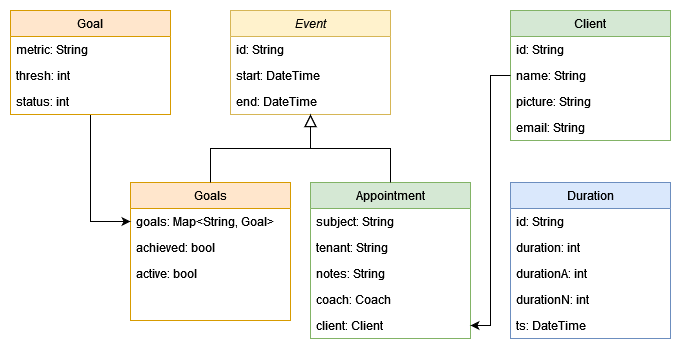 Goal
metric: String
thresh: int
status: int
Event
id: String
start: DateTime
end: DateTime
Client
id: String
name: String
picture: String
email: String
Goals
goals: Map<String, Goal>
achieved: bool
active: bool
Appointment
subject: String
tenant: String
notes: String
coach: Coach
client: Client
Duration
id: String
duration: int
durationA: int
durationN: int
ts: DateTime